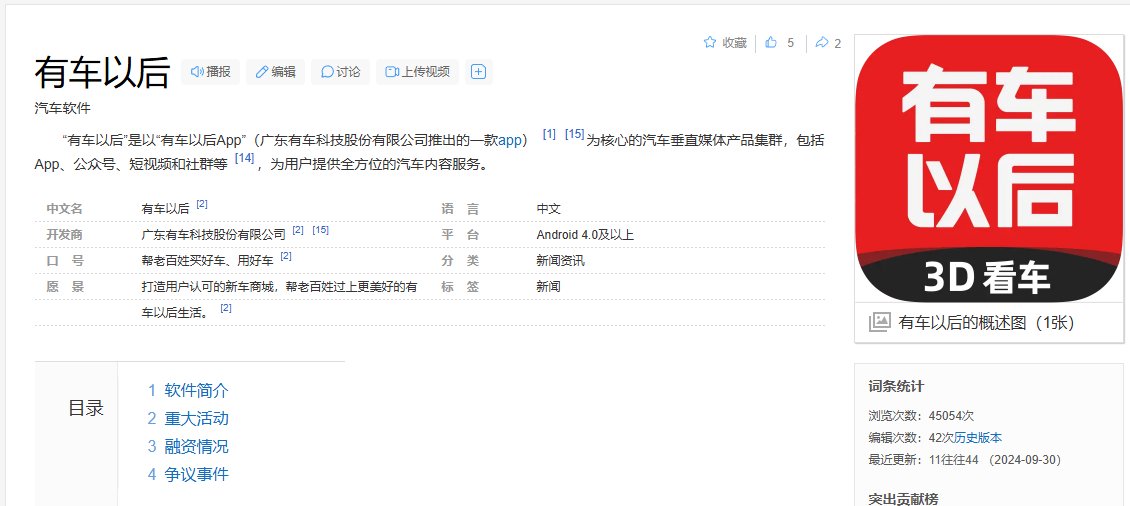 收藏 5 2
有车以后 播报 编辑 讨论 上传视频
汽车软件
“有车以后”是以“有车以后App”（广东有车科技股份有限公司推出的一款app） [1] [15] 为核心的汽车垂直媒体产品集群，包括
App、公众号、短视频和社群等 [14] ，为用户提供全方位的汽车内容服务。
中文名 有车以后 [2] 语 言 中文
开发商 广东有车科技股份有限公司 [2] [15] 平 台 Android 4.0及以上
口 号 帮老百姓买好车、用好车 [2] 分 类 新闻资讯
愿 景 打造用户认可的新车商城，帮老百姓过上更美好的有 标 签 新闻
车以后生活。 [2]
目录
1 软件简介
2 重大活动
3 融资情况
4 争议事件
有车
以后
3D 看车
有车以后的概述图（1张）
词条统计
浏览次数：45054次
编辑次数：42次历史版本
最近更新：11往往44 （2024-09-30）
突出贡献榜